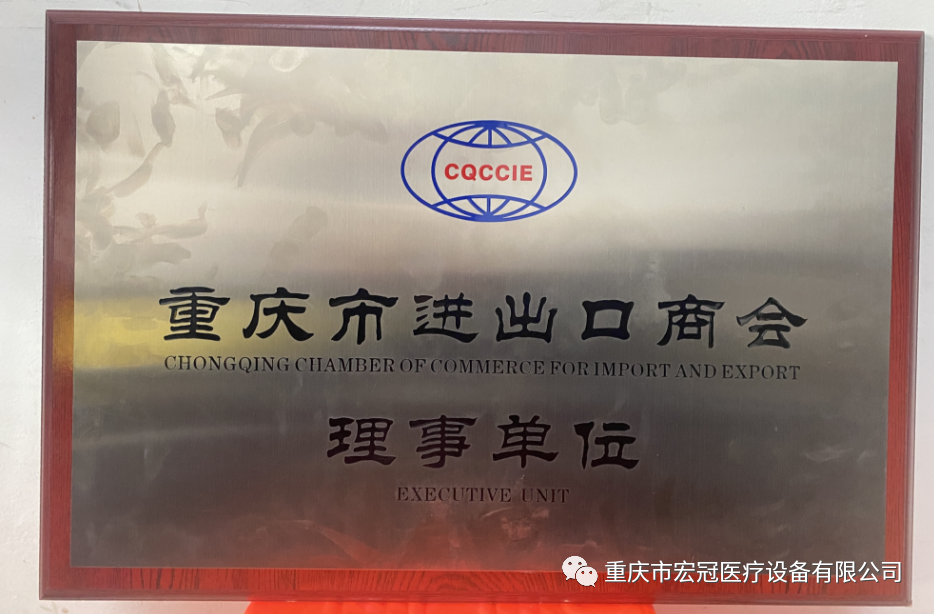 CQCCIE
重庆市进出口商会
CHONGQING CHAMBER OF COMMERCE FOR IMPORT AND EXPORT
理事单位
EXECUTIVE UNIT
重庆市宏冠医疗设备有限公司